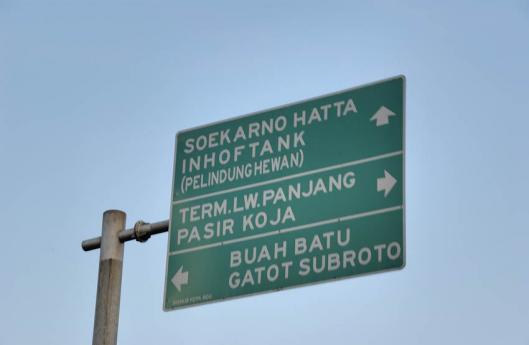 SOEKARNO HATTA
INHOFTANK
(PELINDUNG HEWAN)
TERM.LW.PANJANG
PASIR KOJA
BUAH BATU
GATOT SUBROTO